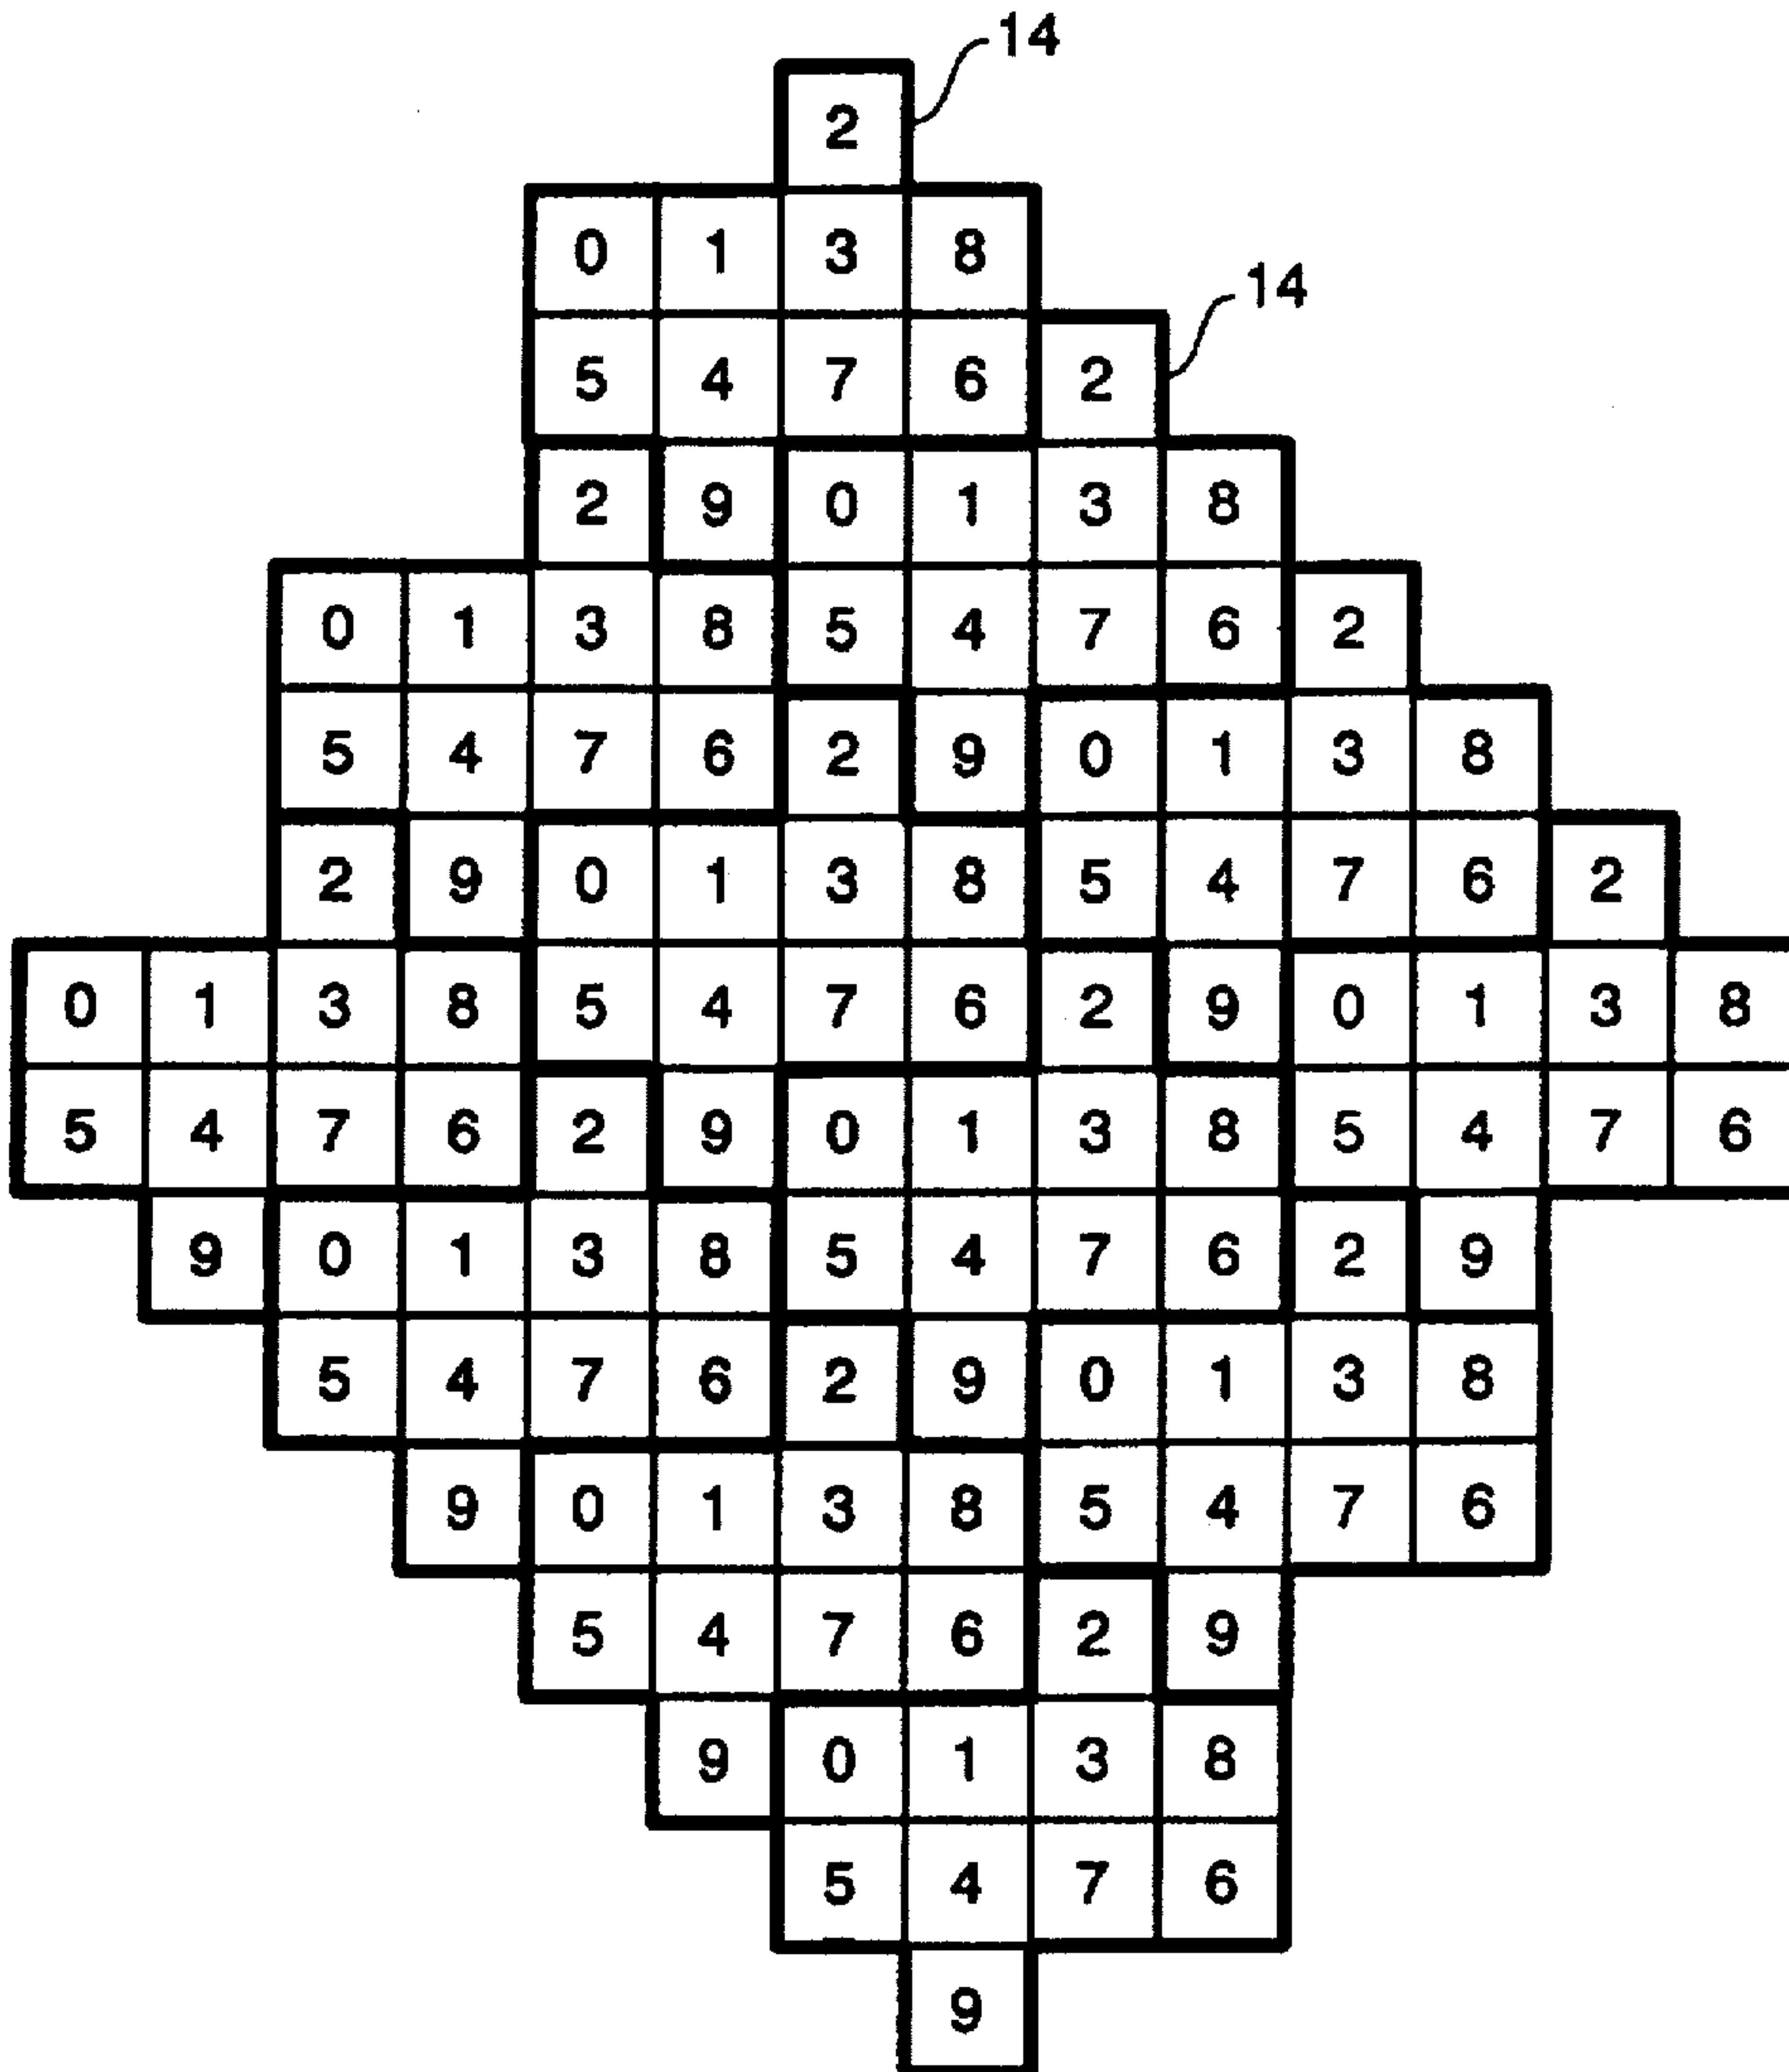 14
2
0 1 3 8
14
5 4 7 6 2
2 9 0 1 3 8
0 1 3 8 5 4 7 6 2
5 4 7 6 2 9 0 1 3 8
2 9 0 1 3 8 5 4 7 6 2
0 1 3 8 5 4 7 6 2 9 0 1 3 8
5 4 7 6 2 9 0 1 3 8 5 4 7 6
9 0 1 3 8 5 4 7 6 2 9
5 4 7 6 2 9 0 1 3 8
9 0 1 3 8 5 4 7 6
5 4 7 6 2 9
9 0 1 3 8
5 4 7 6
9